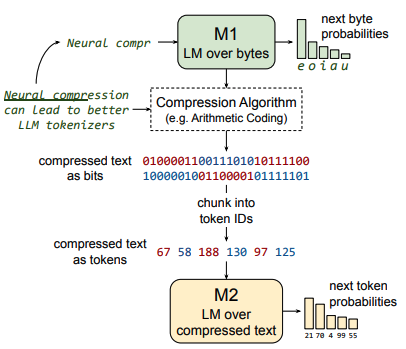 Neural compr
M1
LM over bytes
next byte
probabilities
e o i a u
Neural compression
can lead to better
LLM tokenizers
Compression Algorithm
(e.g. Arithmetic Coding)
compressed text
as bits
010000110011101010111100
100000100110000101111101
chunk into
token IDs
compressed text
as tokens
67 58 188 130 97 125
M2
LM over
compressed text
next token
probabilities
21 70 4 99 55